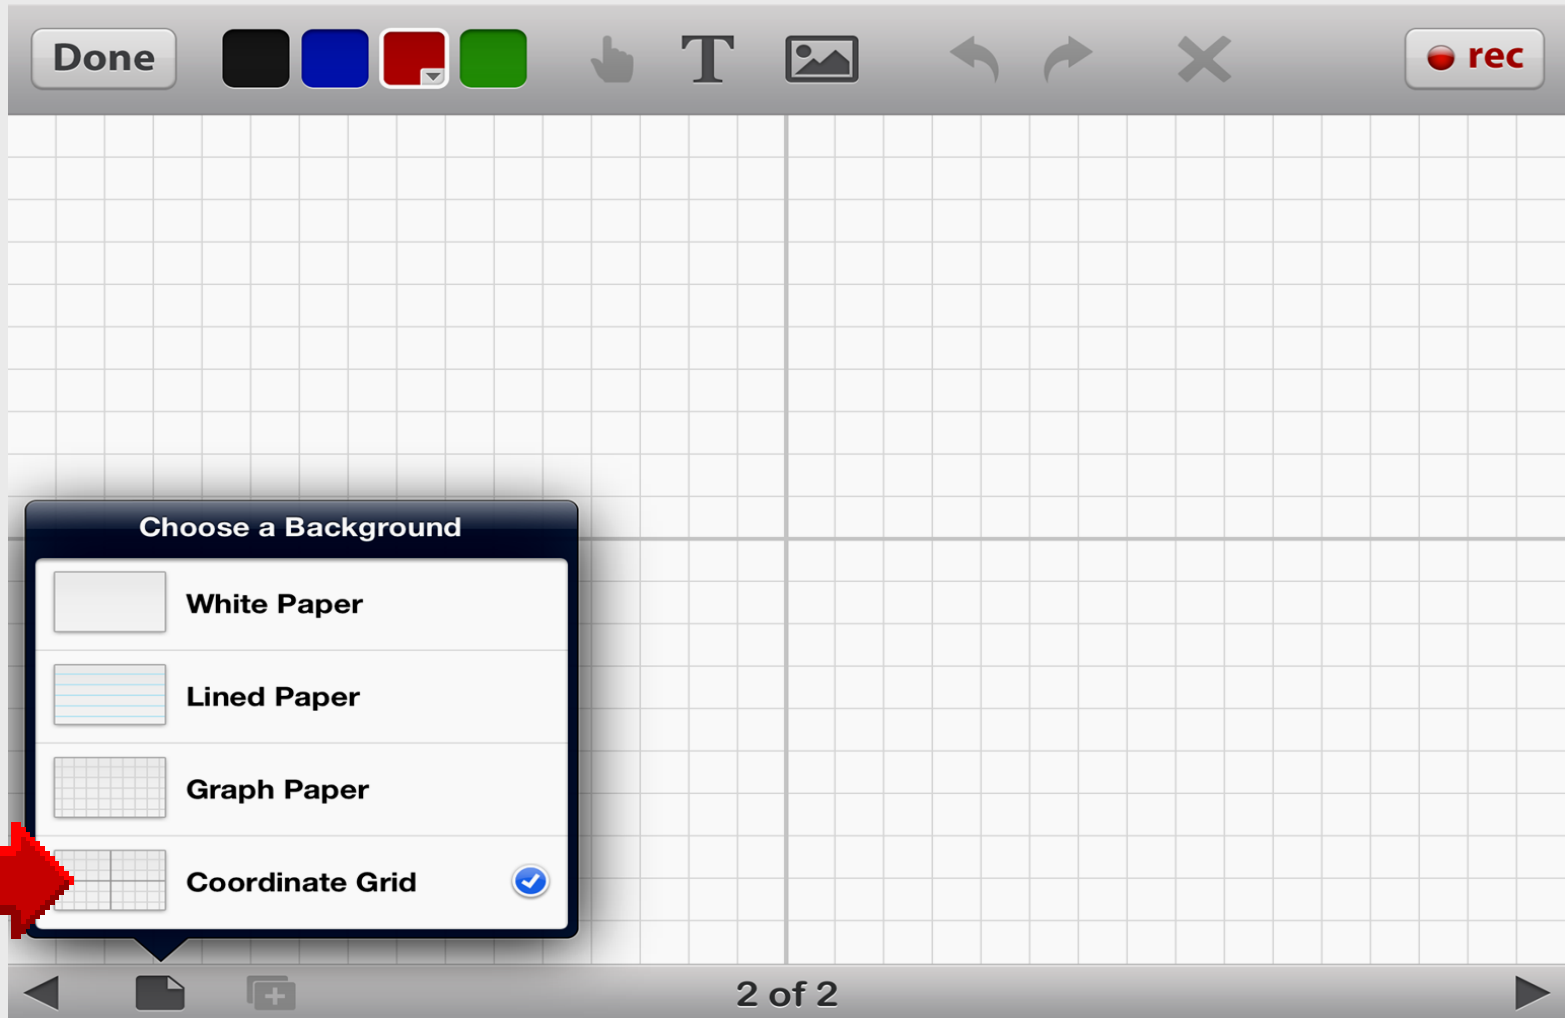 Done
T
rec
Choose a Background
White Paper
Lined Paper
Graph Paper
Coordinate Grid
2 of 2